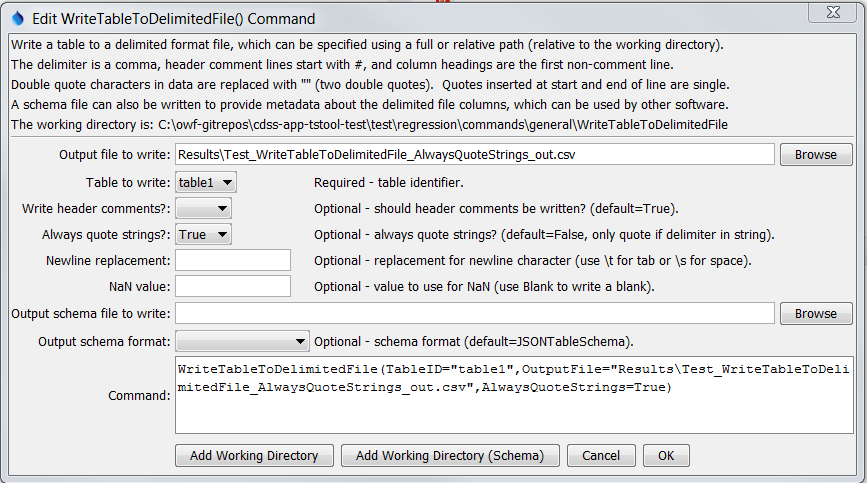 Edit WriteTableToDelimitedFile() Command
Write a table to a delimited format file, which can be specified using a full or relative path (relative to the working directory).
The delimiter is a comma, header comment lines start with #, and column headings are the first non-comment line.
Double quote characters in data are replaced with "" (two double quotes).  Quotes inserted at start and end of line are single.
A schema file can also be written to provide metadata about the delimited file columns, which can be used by other software.
The working directory is: C:\owf-gitrepos\cdss-app-tstool-test\test\regression\commands\general\WriteTableToDelimitedFile
Output file to write: Results\Test_WriteTableToDelimitedFile_AlwaysQuoteStrings_out.csv Browse
Table to write: table1 Required - table identifier.
Write header comments?: Optional - should header comments be written? (default=True).
Always quote strings?: True Optional - always quote strings? (default=False, only quote if delimiter in string).
Newline replacement: Optional - replacement for newline character (use \t for tab or \s for space).
NaN value: Optional - value to use for NaN (use Blank to write a blank).
Output schema file to write: Browse
Output schema format: Optional - schema format (default=JSONTableSchema).
Command: WriteTableToDelimitedFile(TableID="table1",OutputFile="Results\Test_WriteTableToDeli
mitedFile_AlwaysQuoteStrings_out.csv",AlwaysQuoteStrings=True)
Add Working Directory Add Working Directory (Schema) Cancel OK